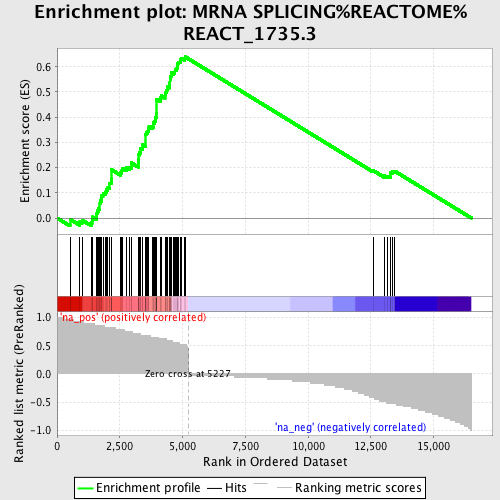 Enrichment plot: MRNA SPLICING%REACTOME%
REACT_1735.3
Enrichment score (ES)
0.6
0.5
0.4
0.3
0.2
0.1
0.0
Ranked list metric (PreRanked)
1.0
0.5
0.0
-0.5
-1.0
'na_pos' (positively correlated)
Zero cross at 5227
'na_neg' (negatively correlated)
0
2,500
5,000
7,500
10,000
12,500
15,000
Rank in Ordered Dataset
Enrichment profile
Hits
Ranking metric scores